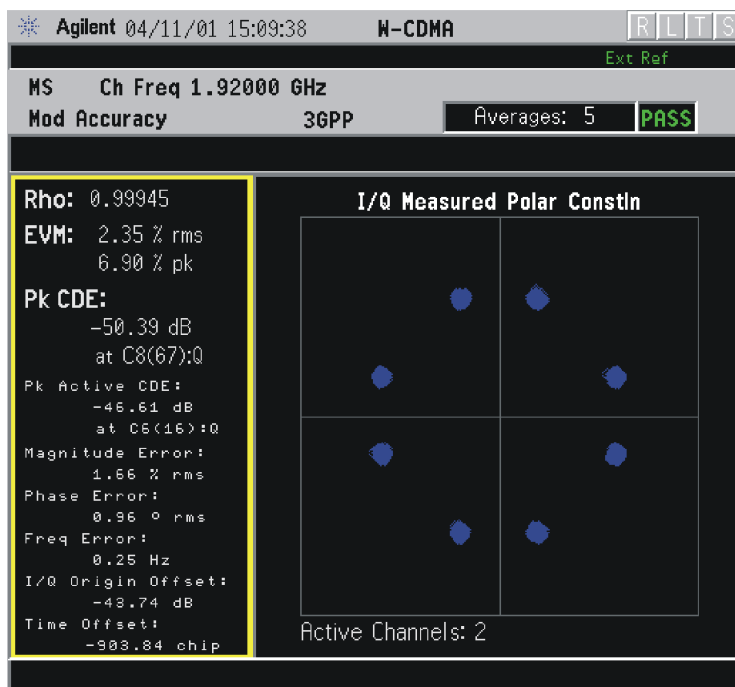 Agilent 04/11/01 15:09:38 W-CDMA R L T S
Ext Ref
MS Ch Freq 1.92000 GHz
Mod Accuracy 3GPP Averages: 5 PASS
Rho: 0.99945
EVM: 2.35 % rms
6.90 % pk
Pk CDE:
-50.39 dB
at C8(67):Q
Pk Active CDE:
-46.61 dB
at C6(16):Q
Magnitude Error:
1.66 % rms
Phase Error:
0.96 º rms
Freq Error:
0.25 Hz
I/Q Origin Offset:
-43.74 dB
Time Offset:
-903.84 chip
I/Q Measured Polar Constln
Active Channels: 2